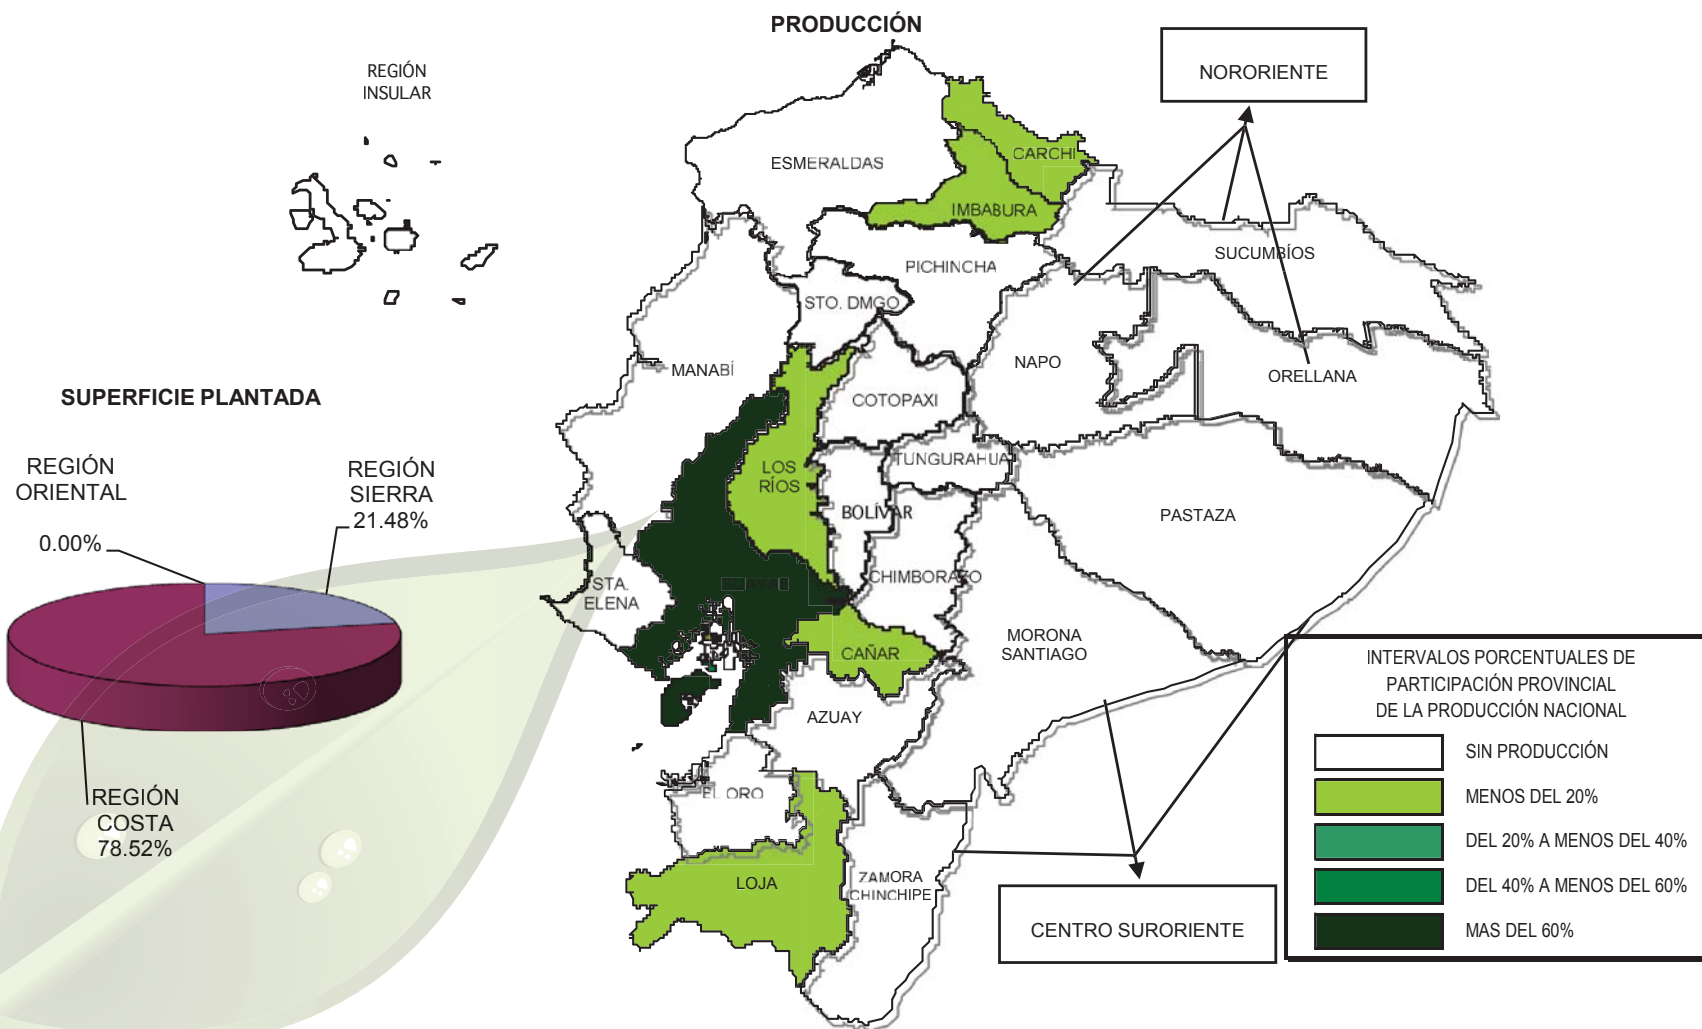 PRODUCCIÓN
REGIÓN
INSULAR
NORORIENTE
ESMERALDAS
CARCHI
IMBABURA
SUCUMBÍOS
PICHINCHA
STO. DMGO
NAPO
ORELLANA
MANABÍ
COTOPAXI
TUNGURAHUA
LOS
RÍOS
BOLÍVAR
PASTAZA
CHIMBORAZO
STA.
ELENA
MORONA
SANTIAGO
CAÑAR
AZUAY
EL ORO
LOJA
ZAMORA
CHINCHIPE
CENTRO SURORIENTE
SUPERFICIE PLANTADA
REGIÓN
ORIENTAL
0.00%
REGIÓN
SIERRA
21.48%
REGIÓN
COSTA
78.52%
INTERVALOS PORCENTUALES DE
PARTICIPACIÓN PROVINCIAL
DE LA PRODUCCIÓN NACIONAL
SIN PRODUCCIÓN
MENOS DEL 20%
DEL 20% A MENOS DEL 40%
DEL 40% A MENOS DEL 60%
MAS DEL 60%